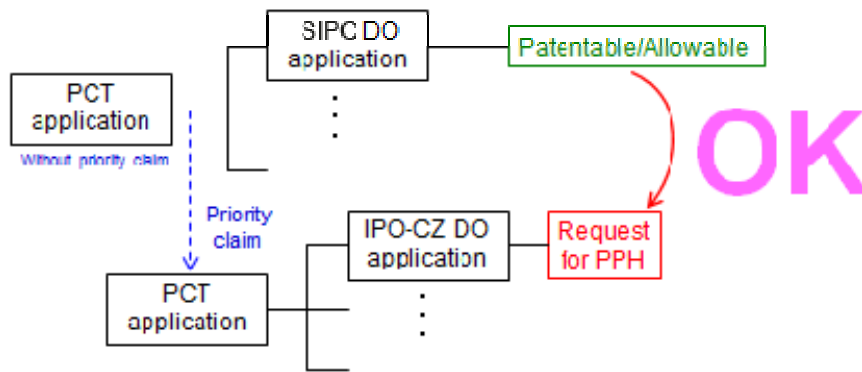 SIPC DO
application
Patentable/Allowable
PCT
application
Without priority claim
OK
Priority
claim
IPO-CZ DO
application
Request
for PPH
PCT
application